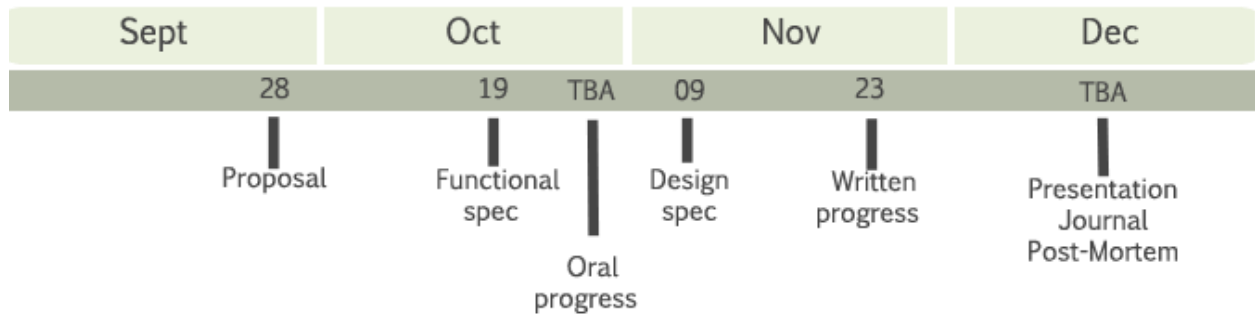 Sept Oct Nov Dec
28 19 TBA 09 23 TBA
Proposal
Functional
spec
Oral
progress
Design
spec
Written
progress
Presentation
Journal
Post-Mortem